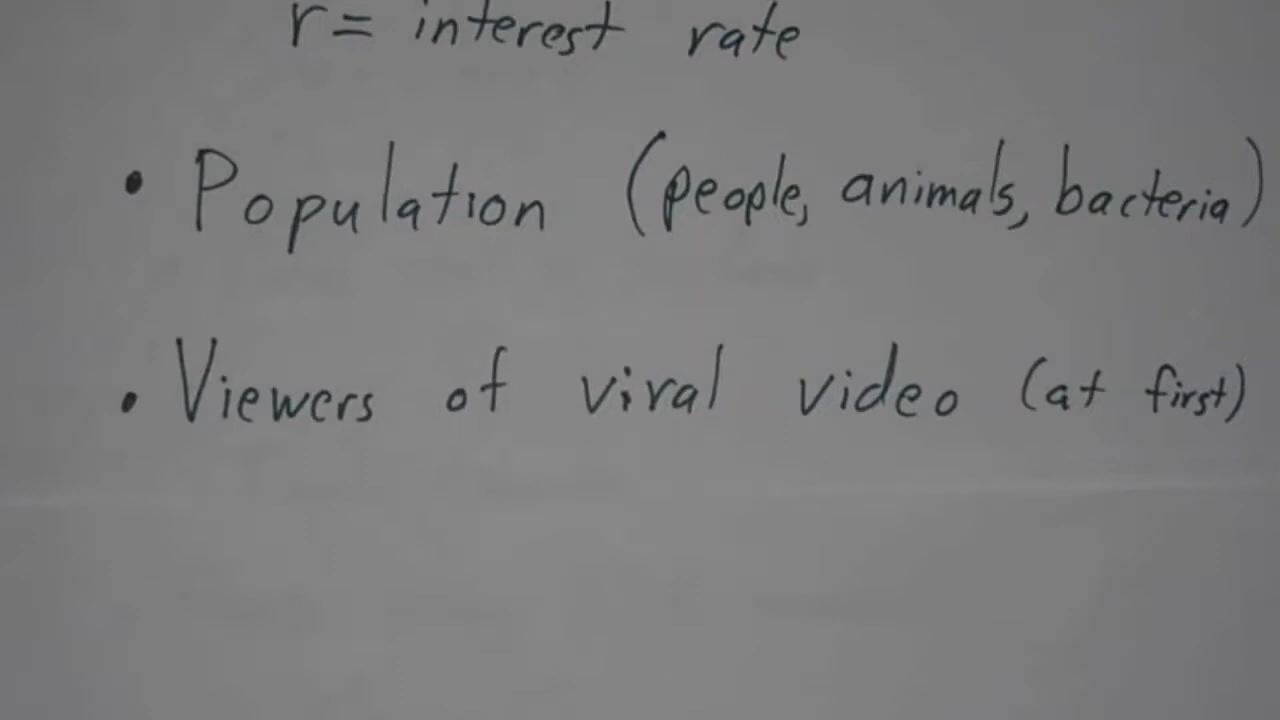 r = interest rate
• Population (people, animals, bacteria)
• Viewers of viral video (at first)